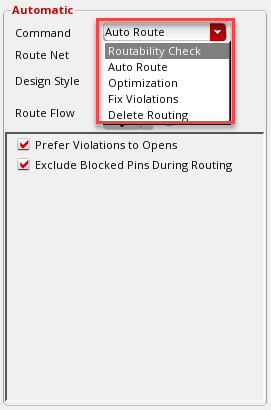 Automatic
Command Auto Route
Routability Check
Route Net
Auto Route
Design Style Optimization
Fix Violations
Route Flow Delete Routing
Prefer Violations to Opens
Exclude Blocked Pins During Routing